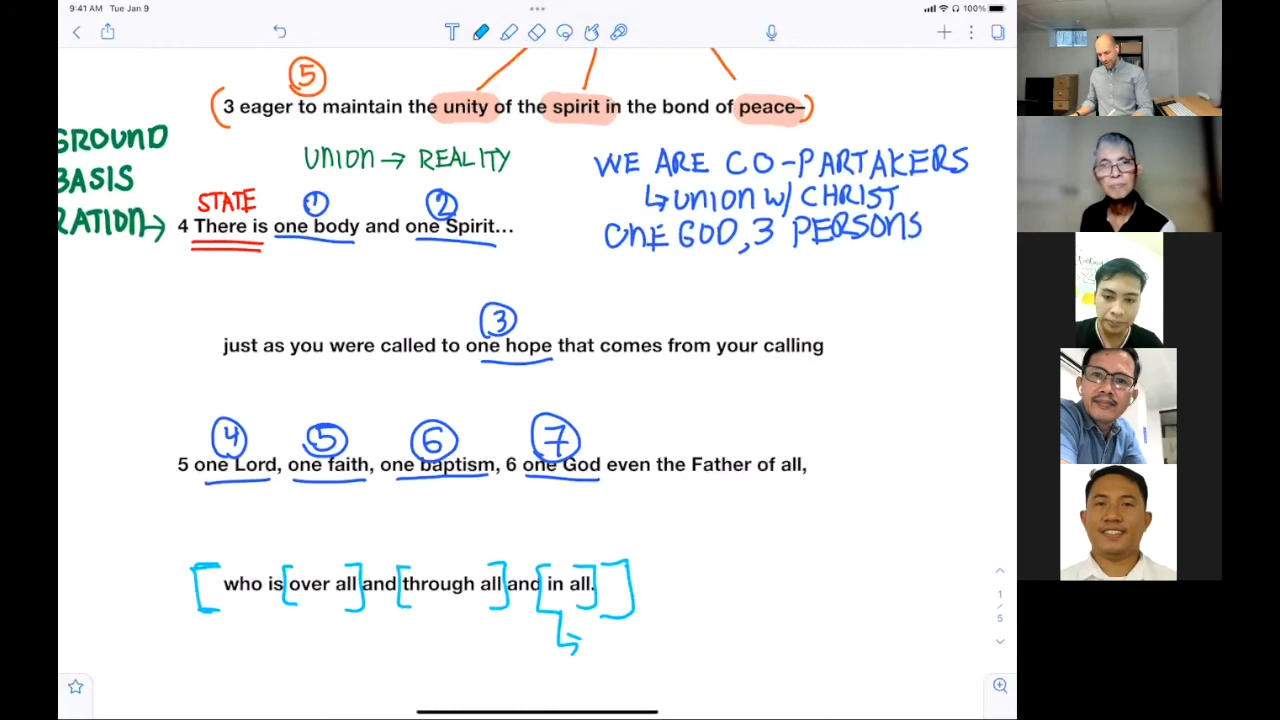 9:41 AM Tue Jan 9
100%
5
3 eager to maintain the unity of the spirit in the bond of peace–
GROUND
BASIS
RATION →
UNION → REALITY
WE ARE CO-PARTAKERS
↳ UNION W/ CHRIST
ONE GOD, 3 PERSONS
STATE 1 2
4 There is one body and one Spirit...
3
just as you were called to one hope that comes from your calling
4 5 6 7
5 one Lord, one faith, one baptism, 6 one God even the Father of all,
[who is [over all] and [through all] and [in all.]]
1
/
5